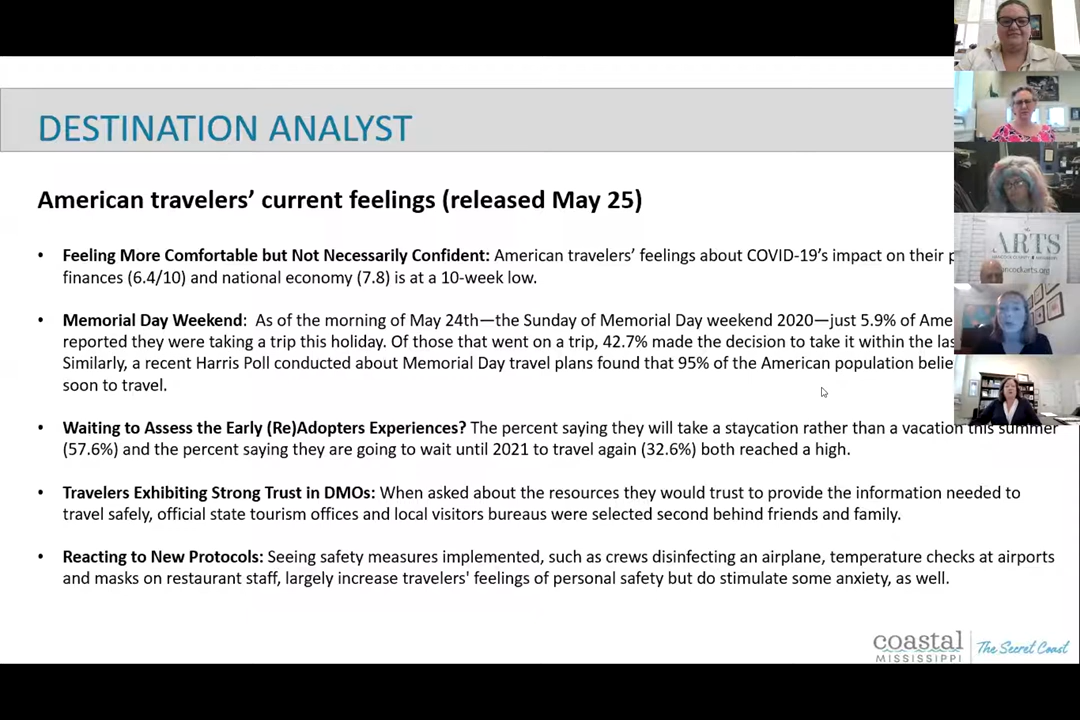 DESTINATION ANALYST
American travelers' current feelings (released May 25)
• Feeling More Comfortable but Not Necessarily Confident: American travelers' feelings about COVID-19's impact on their
finances (6.4/10) and national economy (7.8) is at a 10-week low.
• Memorial Day Weekend: As of the morning of May 24th—the Sunday of Memorial Day weekend 2020—just 5.9% of
reported they were taking a trip this holiday. Of those that went on a trip, 42.7% made the decision to take it within the
Similarly, a recent Harris Poll conducted about Memorial Day travel plans found that 95% of the American population
soon to travel.
• Waiting to Assess the Early (Re)Adopters Experiences? The percent saying they will take a staycation rather than a vacation this summer
(57.6%) and the percent saying they are going to wait until 2021 to travel again (32.6%) both reached a high.
• Travelers Exhibiting Strong Trust in DMOs: When asked about the resources they would trust to provide the information needed to
travel safely, official state tourism offices and local visitors bureaus were selected second behind friends and family.
• Reacting to New Protocols: Seeing safety measures implemented, such as crews disinfecting an airplane, temperature checks at airports
and masks on restaurant staff, largely increase travelers' feelings of personal safety but do stimulate some anxiety, as well.
ARTS
coastal
MISSISSIPPI
The Secret Coast